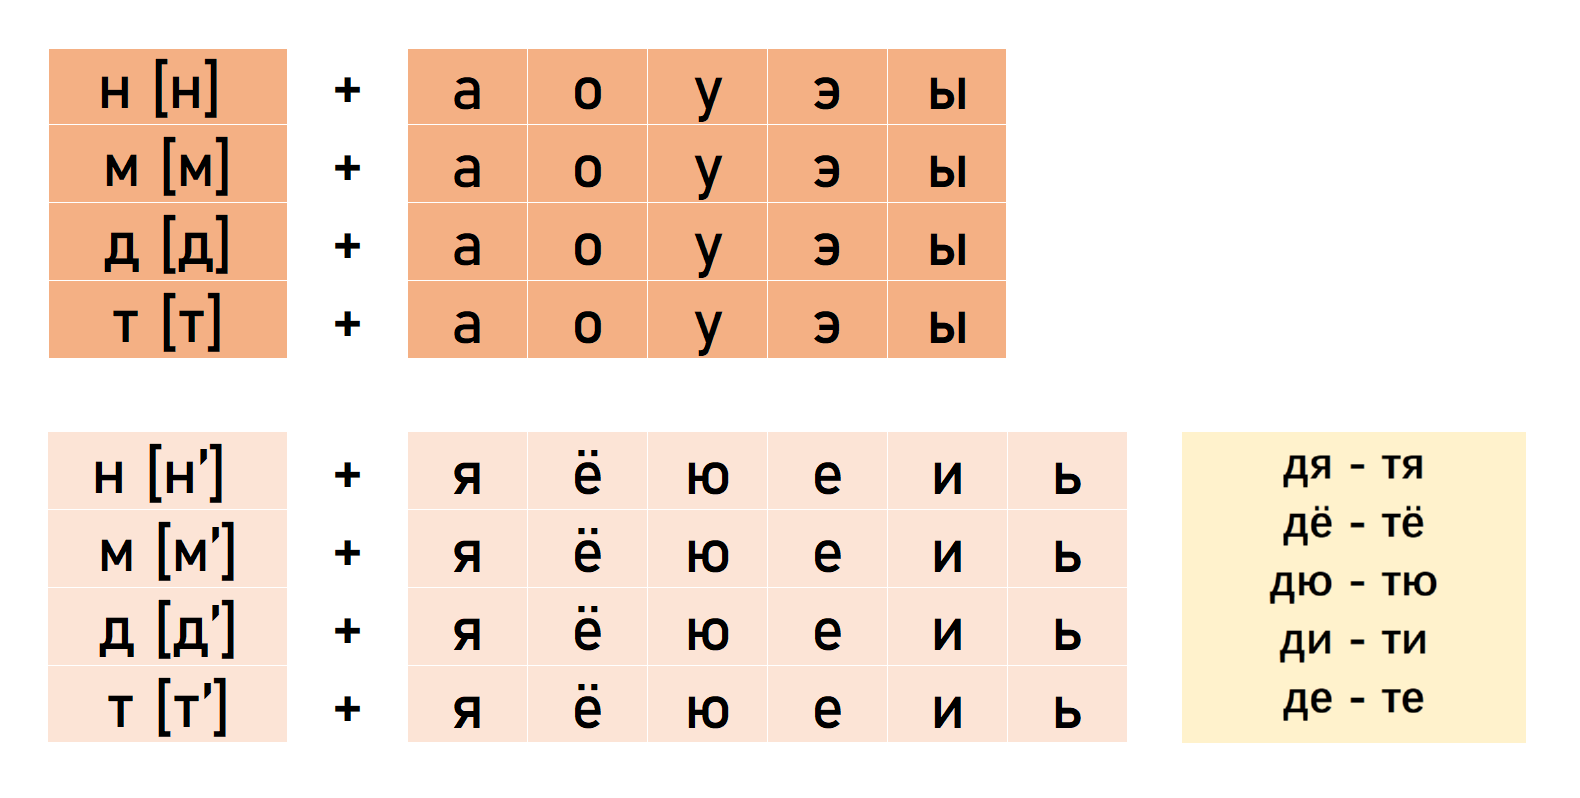 н [н] + а о у э ы
м [м] + а о у э ы
д [д] + а о у э ы
т [т] + а о у э ы
н [н'] + я ё ю е и ь
м [м'] + я ё ю е и ь
д [д'] + я ё ю е и ь
т [т'] + я ё ю е и ь
дя - тя
дё - тё
дю - тю
ди - ти
де - те